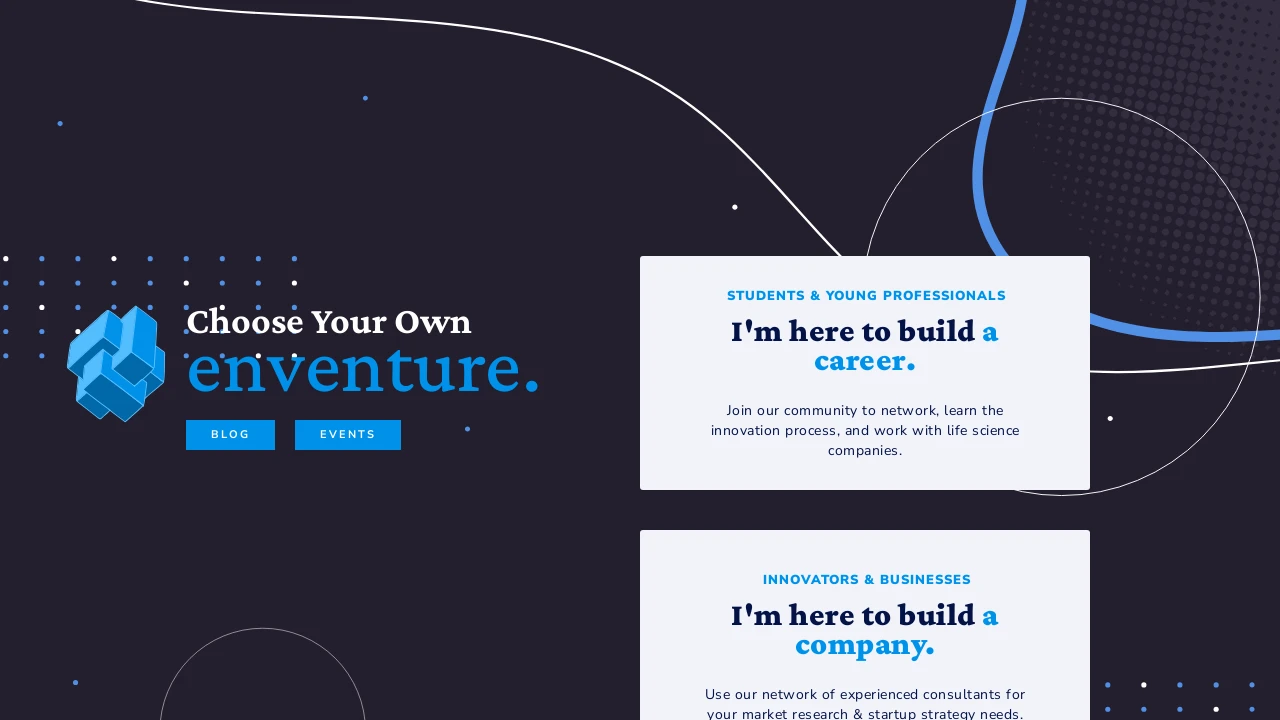 Choose Your Own
enventure.
BLOG
EVENTS
STUDENTS & YOUNG PROFESSIONALS
I'm here to build a
career.
Join our community to network, learn the
innovation process, and work with life science
companies.
INNOVATORS & BUSINESSES
I'm here to build a
company.
Use our network of experienced consultants for
your market research & startup strategy needs.